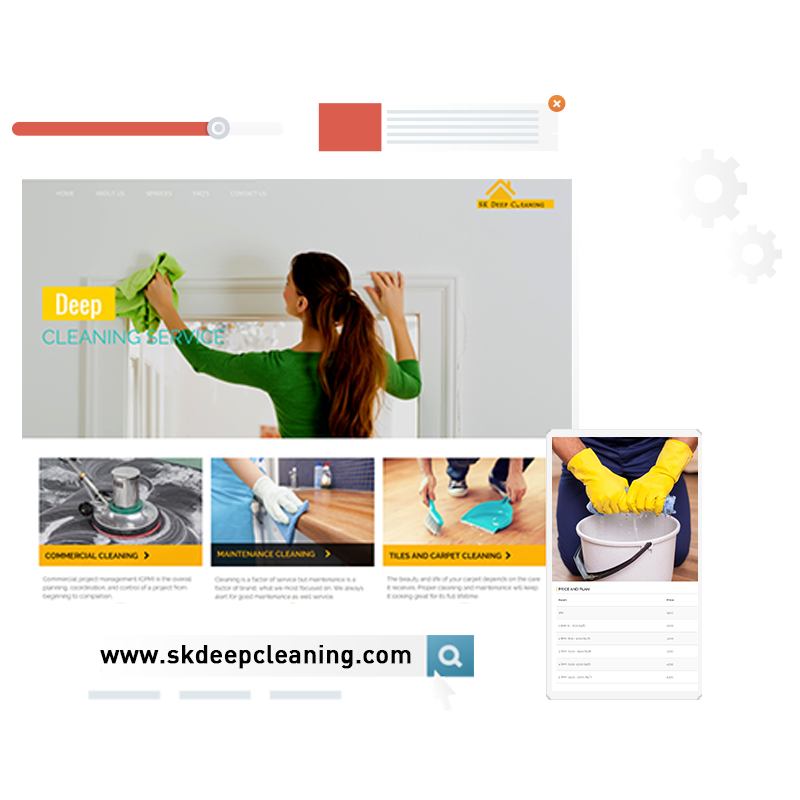 HOME ABOUT US SERVICES FAQ'S CONTACT US
SK DEEP CLEANING
Deep
CLEANING SERVICE
COMMERCIAL CLEANING
MAINTENANCE CLEANING
TILES AND CARPET CLEANING
Commercial project management (CPM) is the overall
planning, coordination, and control of a project from
beginning to completion.
Cleaning is a factor of service but maintenance is a
factor of brand, what we most focused on. We always
alert for good maintenance as well service.
The beauty, and life of your carpet depends on the care
it receives. Proper cleaning and maintenance will keep
it looking great for its full lifetime.
PRICE AND PLAN
Price
www.skdeepcleaning.com